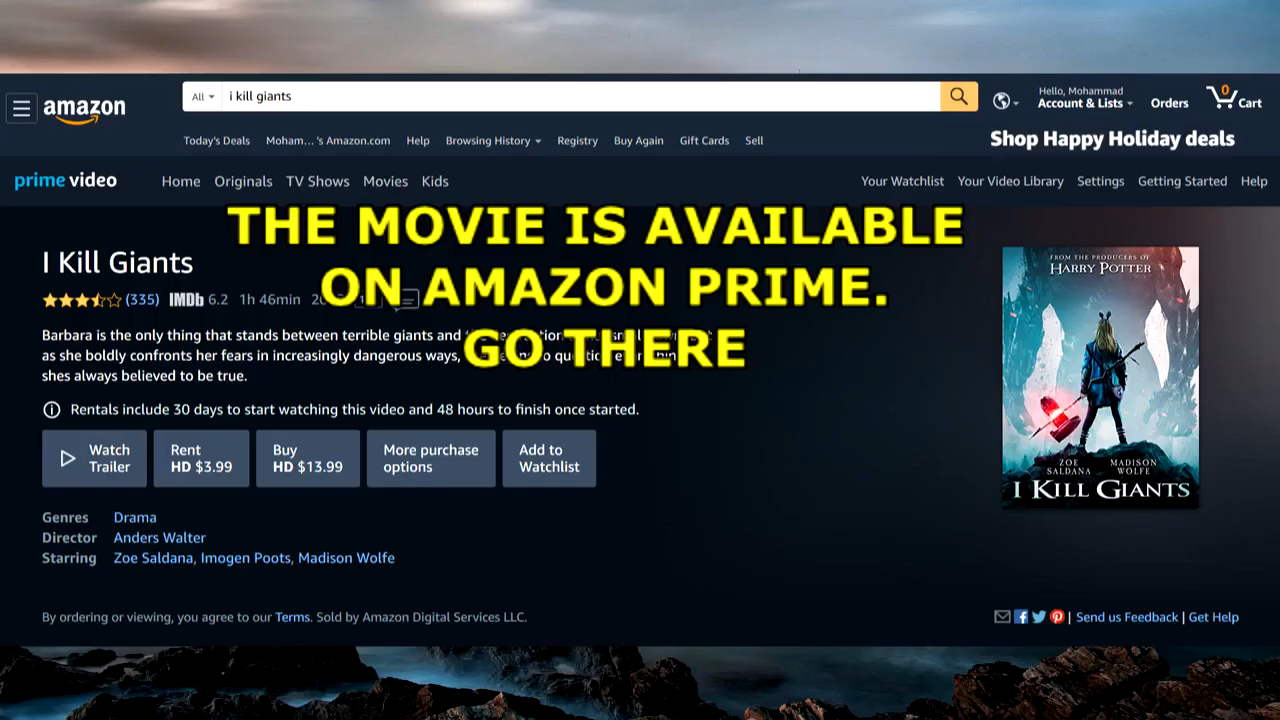 amazon
All
i kill giants
Hello, Mohammad
Account & Lists
Orders
0
Cart
Today's Deals Moham... 's Amazon.com Help Browsing History Registry Buy Again Gift Cards Sell
Shop Happy Holiday deals
prime video Home Originals TV Shows Movies Kids Your Watchlist Your Video Library Settings Getting Started Help
THE MOVIE IS AVAILABLE
ON AMAZON PRIME.
GO THERE
I Kill Giants
(335) IMDb 6.2 1h 46min
Barbara is the only thing that stands between terrible giants and
as she boldly confronts her fears in increasingly dangerous ways,
shes always believed to be true.
Rentals include 30 days to start watching this video and 48 hours to finish once started.
Watch
Trailer
Rent
HD $3.99
Buy
HD $13.99
More purchase
options
Add to
Watchlist
Genres Drama
Director Anders Walter
Starring Zoe Saldana, Imogen Poots, Madison Wolfe
FROM THE PRODUCERS OF
HARRY POTTER
ZOE
SALDANA
MADISON
WOLFE
I KILL GIANTS
By ordering or viewing, you agree to our Terms. Sold by Amazon Digital Services LLC.
| Send us Feedback | Get Help